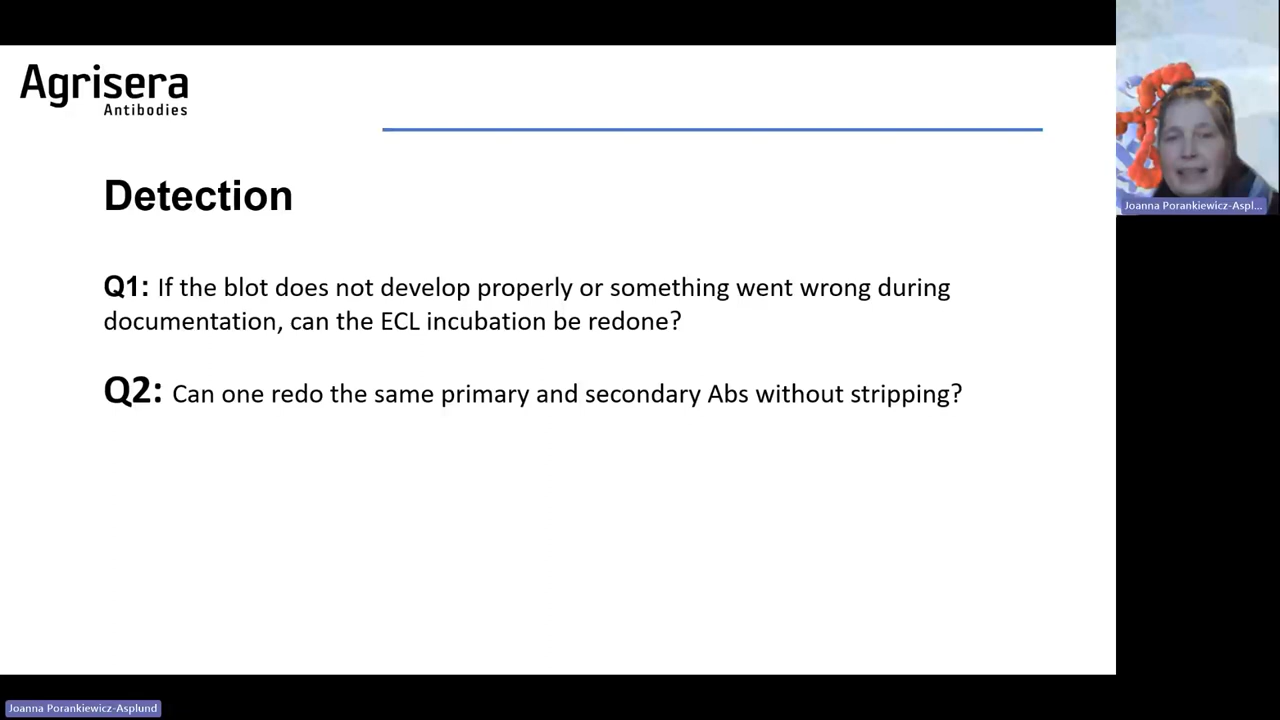 Agrisera
Antibodies
Joanna Porankiewicz-Aspl...
Detection
Q1: If the blot does not develop properly or something went wrong during
documentation, can the ECL incubation be redone?
Q2: Can one redo the same primary and secondary Abs without stripping?
Joanna Porankiewicz-Asplund